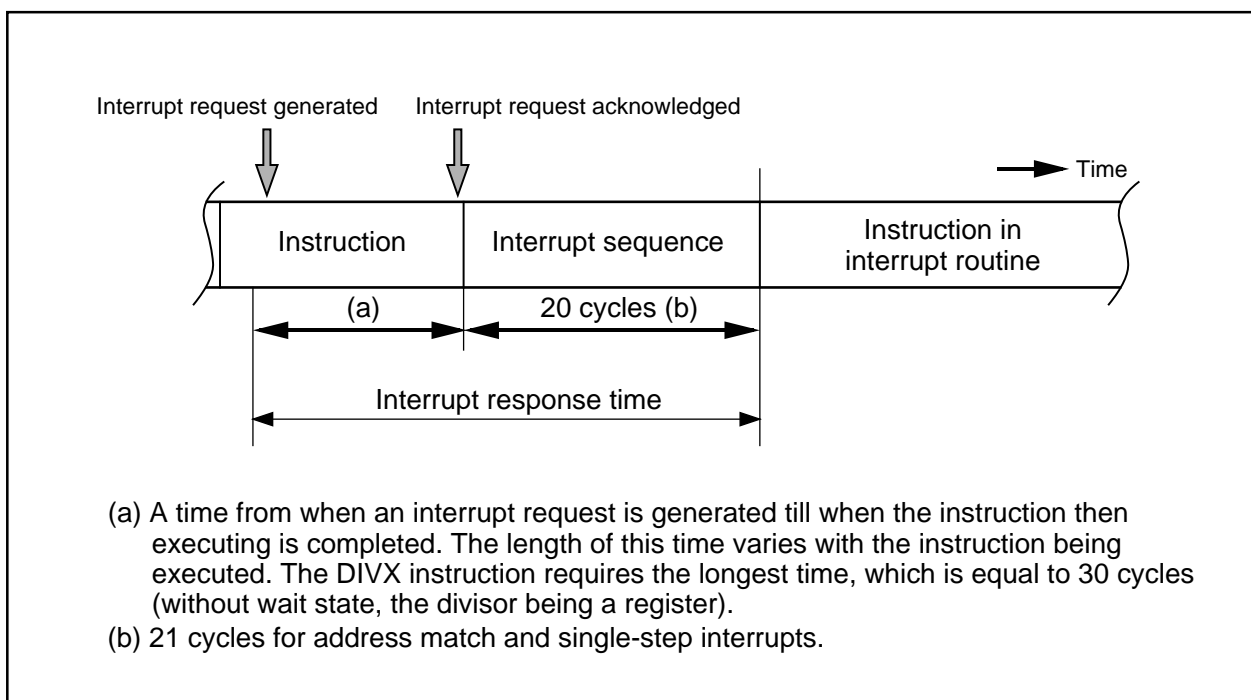 Interrupt request generated
Interrupt request acknowledged
Time
Instruction
Interrupt sequence
Instruction in
interrupt routine
(a)
20 cycles (b)
Interrupt response time
(a) A time from when an interrupt request is generated till when the instruction then
executing is completed. The length of this time varies with the instruction being
executed. The DIVX instruction requires the longest time, which is equal to 30 cycles
(without wait state, the divisor being a register).
(b) 21 cycles for address match and single-step interrupts.